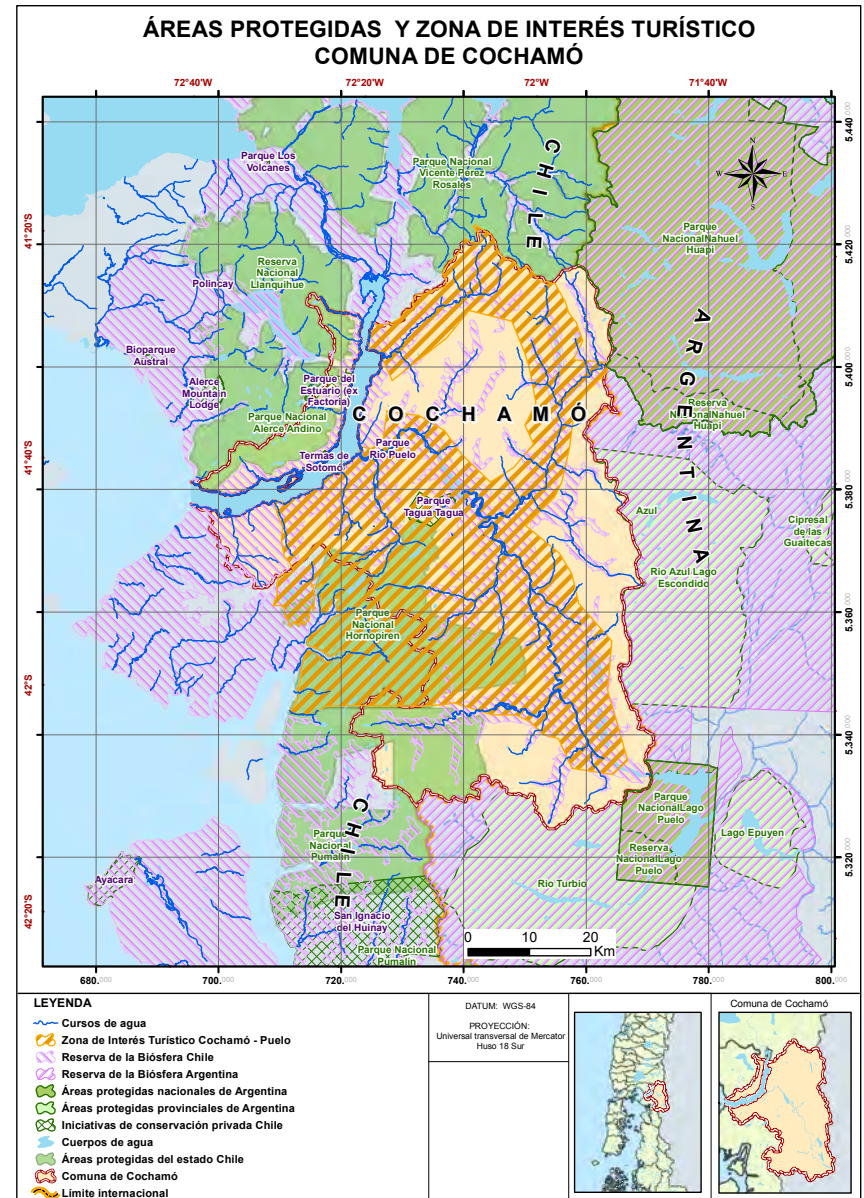 ÁREAS PROTEGIDAS Y ZONA DE INTERÉS TURÍSTICO
COMUNA DE COCHAMÓ
72°40'W
72°20'W
72°W
71°40'W
5.440.000
5.420.000
5.400.000
5.380.000
5.360.000
5.340.000
5.320.000
41°20'S
41°40'S
42°S
42°20'S
N
W
E
S
CHILE
ARGENTINA
COCHAMÓ
CHILE
Parque Los
Volcanes
Parque Nacional
Vicente Pérez
Rosales
Parque
NacionalNahuel
Huapi
Reserva
Nacional
Llanquihue
Polincay
Bioparque
Austral
Alerce
Mountain
Lodge
Parque del
Estuario (ex
Factoria)
Parque Nacional
Alerce Andino
Reserva
NacionalNahuel
Huapi
Termas de
Sotomó
Parque
Rio Puelo
Parque
Tagua Tagua
Azul
Cipresal
de las
Guaitecas
Rio Azul Lago
Escondido
Parque
Nacional
Hornopiren
Parque
NacionalLago
Puelo
Lago Epuyen
Reserva
NacionalLago
Puelo
Parque
Nacional
Pumalin
Rio Turbio
Ayacara
San Ignacio
del Huinay
Parque Nacional
Pumalin
0 10 20
Km
680.000
700.000
720.000
740.000
760.000
780.000
800.000
LEYENDA
Cursos de agua
Zona de Interés Turístico Cochamó - Puelo
Reserva de la Biósfera Chile
Reserva de la Biósfera Argentina
Áreas protegidas nacionales de Argentina
Áreas protegidas provinciales de Argentina
Iniciativas de conservación privada Chile
Cuerpos de agua
Áreas protegidas del estado Chile
Comuna de Cochamó
Límite internacional
DATUM: WGS-84
PROYECCIÓN:
Universal transversal de Mercator
Huso 18 Sur
Comuna de Cochamó